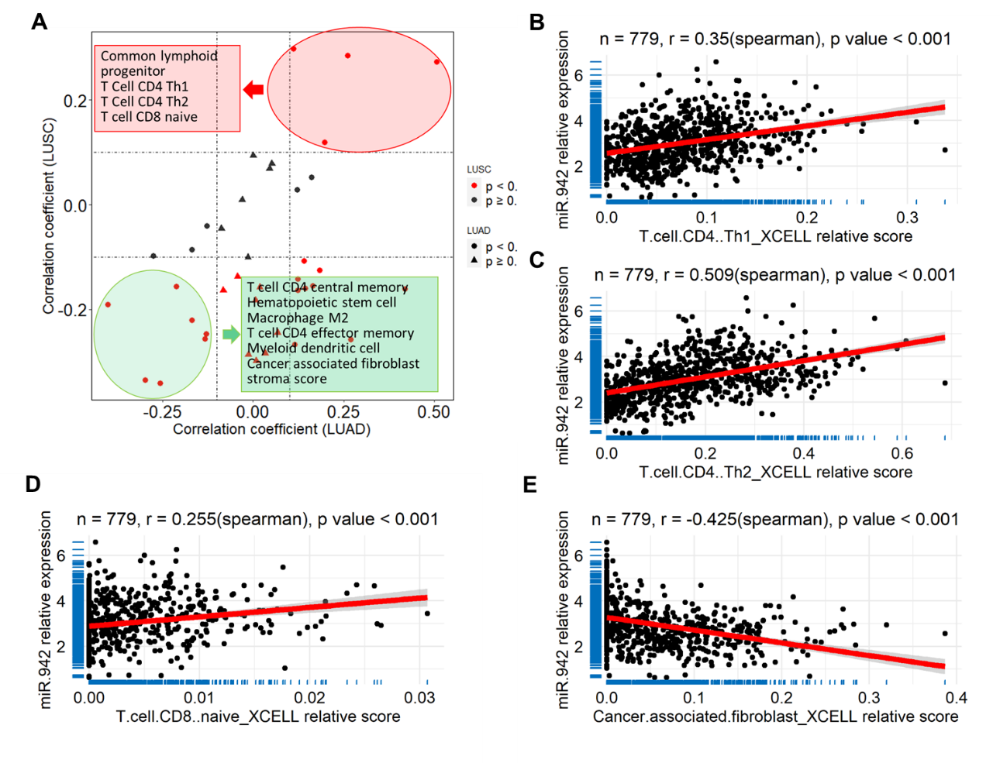 A
Common lymphoid
progenitor
T Cell CD4 Th1
T Cell CD4 Th2
T cell CD8 naive
T cell CD4 central memory
Hematopoietic stem cell
Macrophage M2
T cell CD4 effector memory
Myeloid dendritic cell
Cancer associated fibroblast
stroma score
Correlation coefficient (LUSC)
0.2
0.0
-0.2
-0.25
0.00
0.25
0.50
Correlation coefficient (LUAD)
LUSC
p < 0.
p ≥ 0.
LUAD
p < 0.
p ≥ 0.
B
n = 779, r = 0.35(spearman), p value < 0.001
miR.942 relative expression
6
4
2
0.0
0.1
0.2
0.3
T.cell.CD4..Th1_XCELL relative score
C
n = 779, r = 0.509(spearman), p value < 0.001
miR.942 relative expression
6
4
2
0.0
0.2
0.4
0.6
T.cell.CD4..Th2_XCELL relative score
D
n = 779, r = 0.255(spearman), p value < 0.001
miR.942 relative expression
6
4
2
0.00
0.01
0.02
0.03
T.cell.CD8..naive_XCELL relative score
E
n = 779, r = -0.425(spearman), p value < 0.001
miR.942 relative expression
6
4
2
0.0
0.1
0.2
0.3
0.4
Cancer.associated.fibroblast_XCELL relative score